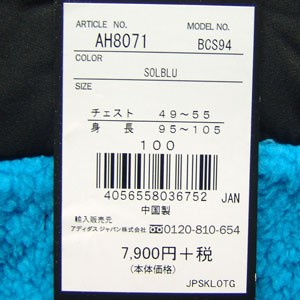 ARTICLE NO. MODEL NO.
AH8071 BCS94
COLOR
SOLBLU
SIZE
チェスト 49~55
身長 95~105
100
4056558036752 JAN
中国製
輸入販売元
アディダス ジャパン株式会社 0120-810-654
7,900円+税
(本体価格)
JPSKLOTG